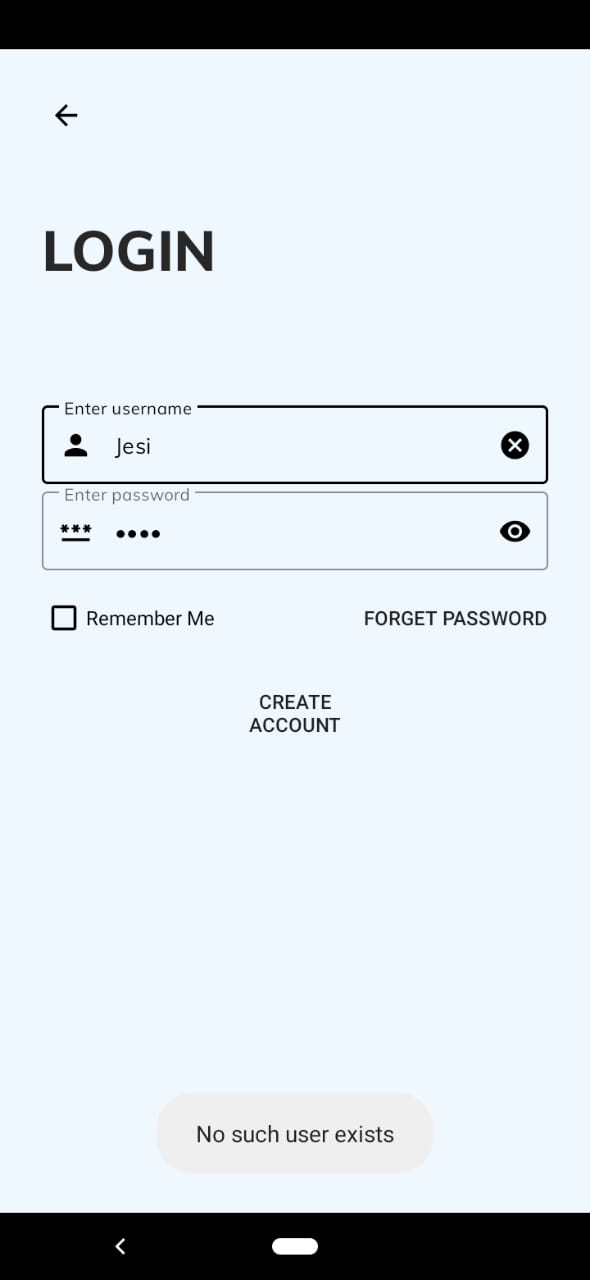 LOGIN
Enter username
Jesi
Enter password
••••
Remember Me
FORGET PASSWORD
CREATE
ACCOUNT
No such user exists